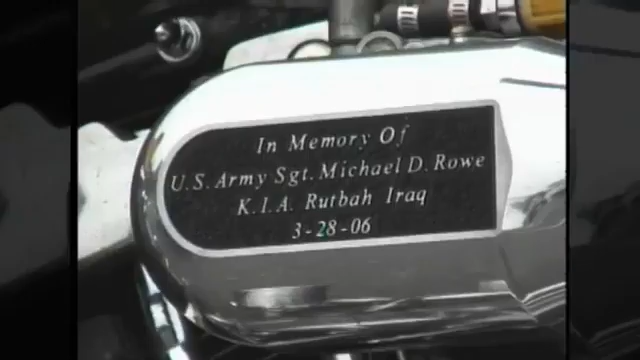 In Memory Of
U.S. Army Sgt. Michael D. Rowe
K.I.A. Rutbah Iraq
3-28-06